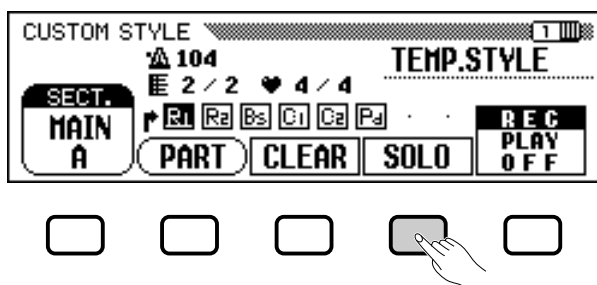 CUSTOM STYLE 1
104 TEMP.STYLE
2 / 2 4 / 4
SECT.
MAIN
A
R1 R2 Bs C1 C2 Pd · ·
PART CLEAR SOLO
REC
PLAY
OFF